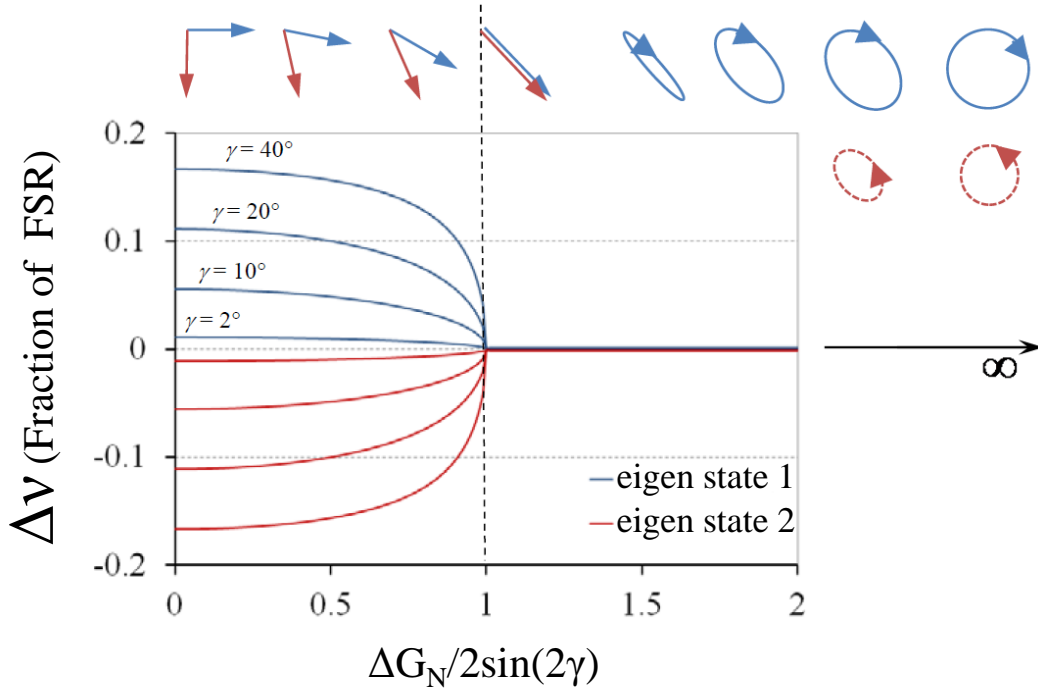 0.2
γ = 40°
γ = 20°
0.1
γ = 10°
γ = 2°
0
∞
-0.1
eigen state 1
eigen state 2
-0.2
0
0.5
1
1.5
2
Δν (Fraction of FSR)
ΔG_N/2sin(2γ)